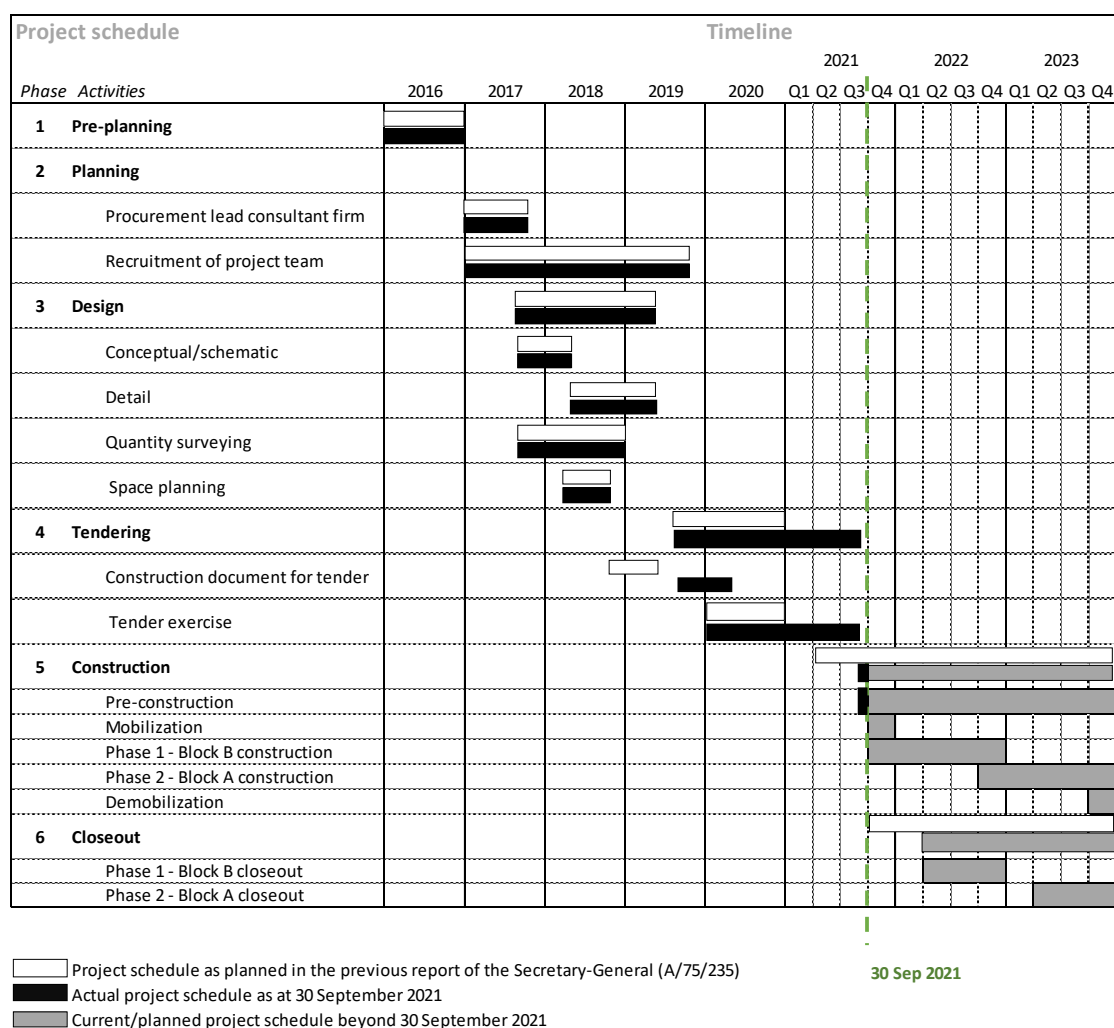 Project schedule Timeline
2021 2022 2023
Phase Activities 2016 2017 2018 2019 2020 Q1 Q2 Q3 Q4 Q1 Q2 Q3 Q4 Q1 Q2 Q3 Q4
1 Pre-planning
2 Planning
Procurement lead consultant firm
Recruitment of project team
3 Design
Conceptual/schematic
Detail
Quantity surveying
Space planning
4 Tendering
Construction document for tender
Tender exercise
5 Construction
Pre-construction
Mobilization
Phase 1 - Block B construction
Phase 2 - Block A construction
Demobilization
6 Closeout
Phase 1 - Block B closeout
Phase 2 - Block A closeout
Project schedule as planned in the previous report of the Secretary-General (A/75/235)
30 Sep 2021
Actual project schedule as at 30 September 2021
Current/planned project schedule beyond 30 September 2021